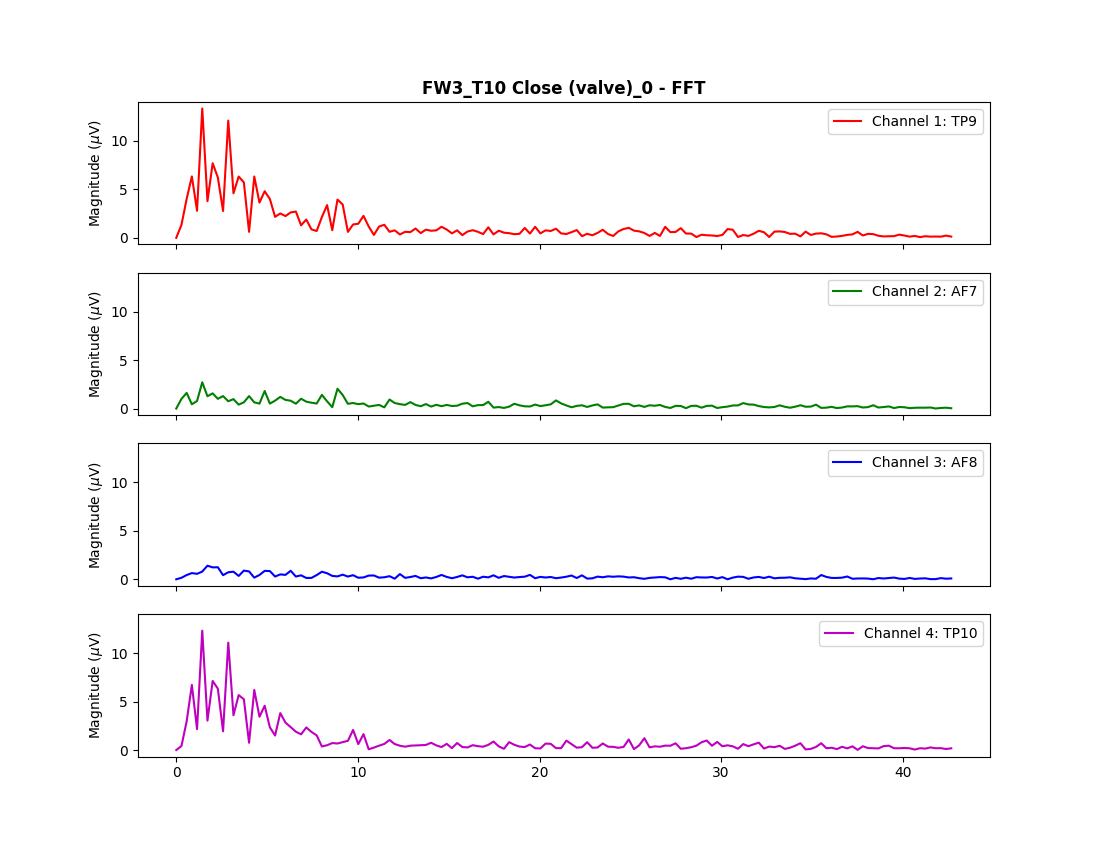 FW3_T10 Close (valve)_0 - FFT
Magnitude (μV)
10
5
0
Channel 1: TP9
Magnitude (μV)
10
5
0
Channel 2: AF7
Magnitude (μV)
10
5
0
Channel 3: AF8
Magnitude (μV)
10
5
0
Channel 4: TP10
0 10 20 30 40